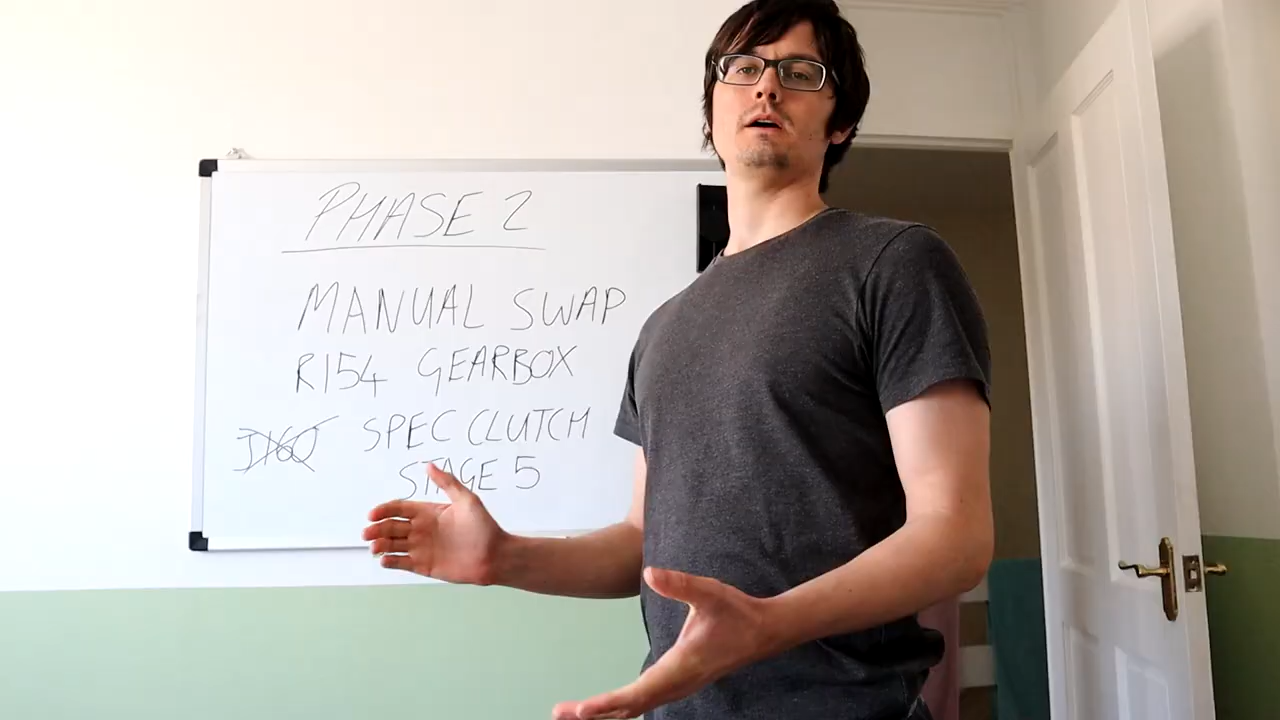 PHASE 2
MANUAL SWAP
R154 GEARBOX
SPEC CLUTCH
STAGE 5